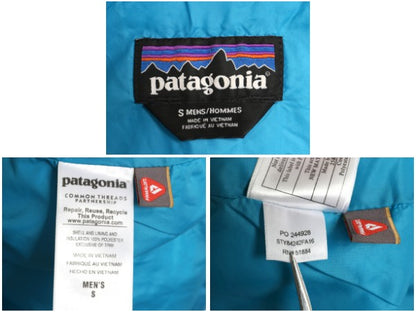 patagonia®
S MENS/HOMMES
MADE IN VIETNAM
FABRIQUÉ AU VIETNAM
patagonia®
COMMON THREADS
PARTNERSHIP
Repair, Reuse, Recycle
This Product
www.patagonia.com
SHELL AND LINING AND
INSULATION 100% POLYESTER
EXCLUSIVE OF TRIM
MADE IN VIETNAM
FABRIQUÉ AU VIETNAM
HECHO EN VIETNAM
MEN'S
S
PRIMALOFT
PO 244928
STY84242FA16
RN 51884